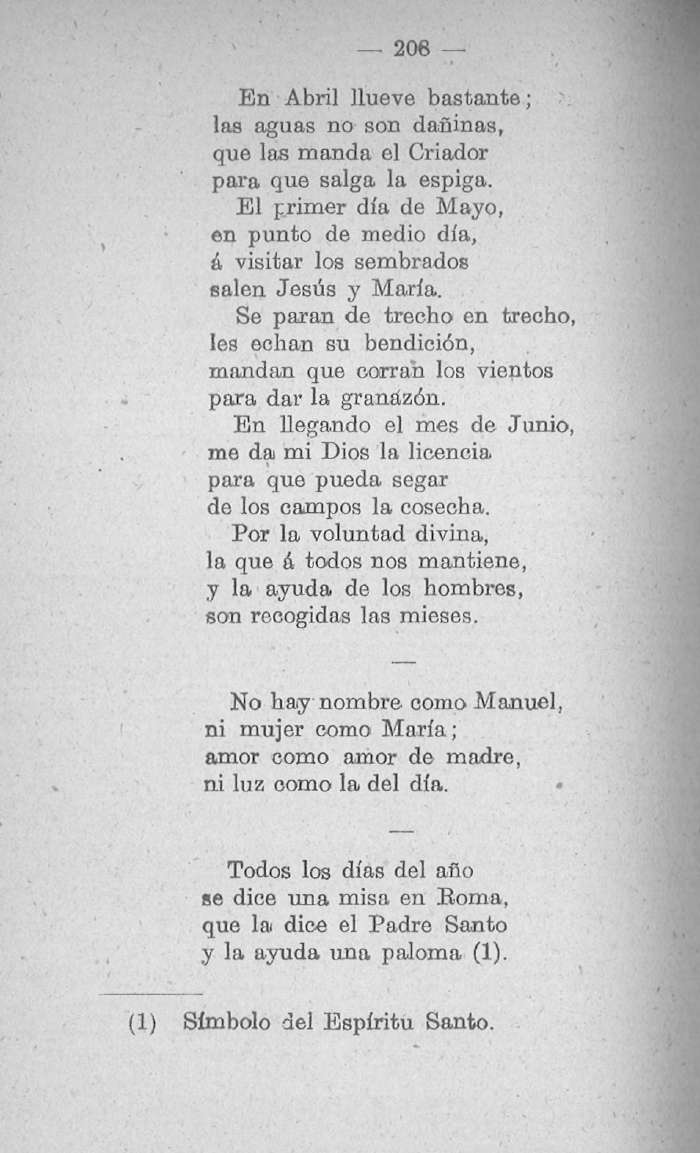 — 206 —
En Abril llueve bastante;
las aguas no son dañinas,
que las manda el Criador
para que salga la espiga.
El primer día de Mayo,
en punto de medio día,
á visitar los sembrados
salen Jesús y María.
Se paran de trecho en trecho,
les echan su bendición,
mandan que corran los vientos
para dar la granazón.
En llegando el mes de Junio,
me da mi Dios la licencia
para que pueda segar
de los campos la cosecha.
Por la voluntad divina,
la que á todos nos mantiene,
y la ayuda de los hombres,
son recogidas las mieses.
—
No hay nombre como Manuel,
ni mujer como María;
amor como amor de madre,
ni luz como la del día.
—
Todos los días del año
se dice una misa en Roma,
que la dice el Padre Santo
y la ayuda una paloma (1).
(1) Símbolo del Espíritu Santo.